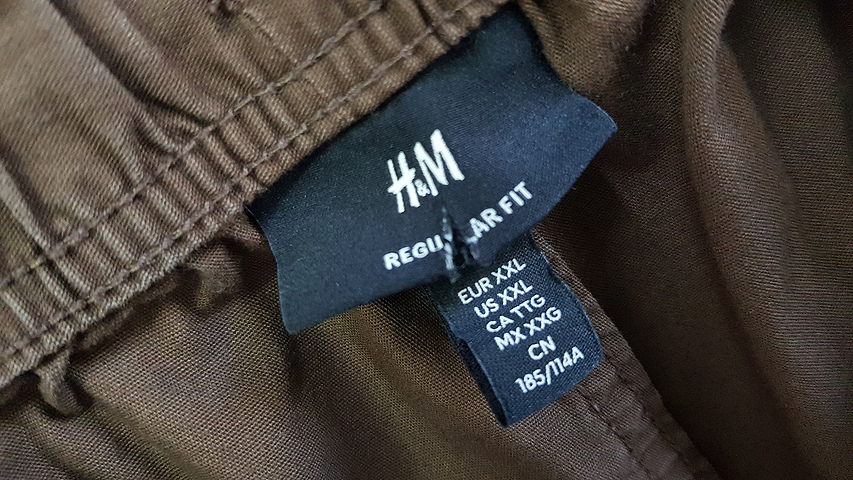 H&M
REGULAR FIT
EUR XXL
US XXL
CA TTG
MX XXG
CN
185/114A